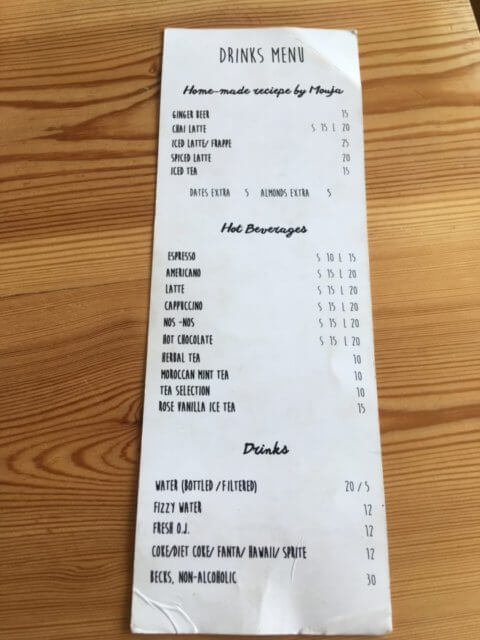 DRINKS MENU
Home-made reciepe by Mouja
GINGER BEER 15
CHAI LATTE S 15 L 20
ICED LATTE/ FRAPPE 25
SPICED LATTE 20
ICED TEA 15
DATES EXTRA 5 ALMONDS EXTRA 5
Hot Beverages
ESPRESSO S 10 L 15
AMERICANO S 15 L 20
LATTE S 15 L 20
CAPPUCCINO S 15 L 20
NOS -NOS S 15 L 20
HOT CHOCOLATE S 15 L 20
HERBAL TEA 10
MOROCCAN MINT TEA 10
TEA SELECTION 10
ROSE VANILLA ICE TEA 15
Drinks
WATER (BOTTLED /FILTERED) 20 / 5
FIZZY WATER 12
FRESH O.J. 12
COKE/DIET COKE/ FANTA/ HAWAII/ SPRITE 12
BECKS, NON-ALCOHOLIC 30